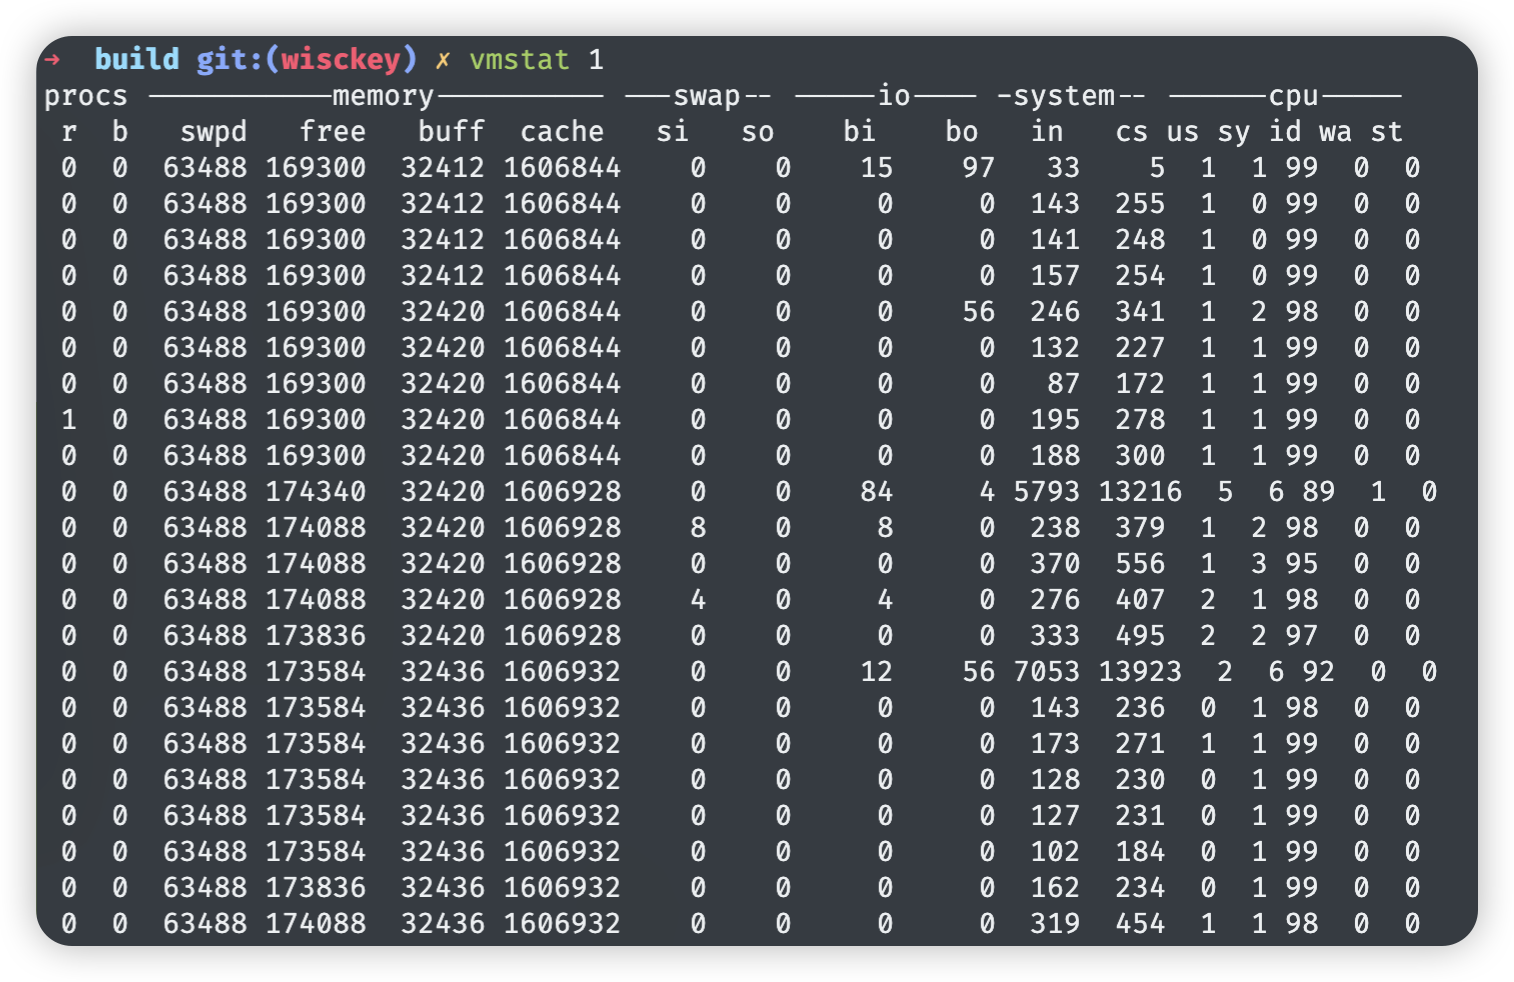 →  build git:(wisckey) ✗ vmstat 1
procs -----------memory---------- ---swap-- -----io---- -system-- ------cpu-----
 r  b   swpd   free   buff  cache   si   so    bi    bo   in   cs us sy id wa st
 0  0  63488 169300  32412 1606844    0    0    15    97   33    5  1  1 99  0  0
 0  0  63488 169300  32412 1606844    0    0     0     0  143  255  1  0 99  0  0
 0  0  63488 169300  32412 1606844    0    0     0     0  141  248  1  0 99  0  0
 0  0  63488 169300  32412 1606844    0    0     0     0  157  254  1  0 99  0  0
 0  0  63488 169300  32420 1606844    0    0     0    56  246  341  1  2 98  0  0
 0  0  63488 169300  32420 1606844    0    0     0     0  132  227  1  1 99  0  0
 0  0  63488 169300  32420 1606844    0    0     0     0   87  172  1  1 99  0  0
 1  0  63488 169300  32420 1606844    0    0     0     0  195  278  1  1 99  0  0
 0  0  63488 169300  32420 1606844    0    0     0     0  188  300  1  1 99  0  0
 0  0  63488 174340  32420 1606928    0    0    84     4 5793 13216  5  6 89  1  0
 0  0  63488 174088  32420 1606928    8    0     8     0  238  379  1  2 98  0  0
 0  0  63488 174088  32420 1606928    0    0     0     0  370  556  1  3 95  0  0
 0  0  63488 174088  32420 1606928    4    0     4     0  276  407  2  1 98  0  0
 0  0  63488 173836  32420 1606928    0    0     0     0  333  495  2  2 97  0  0
 0  0  63488 173584  32436 1606932    0    0    12    56 7053 13923  2  6 92  0  0
 0  0  63488 173584  32436 1606932    0    0     0     0  143  236  0  1 98  0  0
 0  0  63488 173584  32436 1606932    0    0     0     0  173  271  1  1 99  0  0
 0  0  63488 173584  32436 1606932    0    0     0     0  128  230  0  1 99  0  0
 0  0  63488 173584  32436 1606932    0    0     0     0  127  231  0  1 99  0  0
 0  0  63488 173584  32436 1606932    0    0     0     0  102  184  0  1 99  0  0
 0  0  63488 173836  32436 1606932    0    0     0     0  162  234  0  1 99  0  0
 0  0  63488 174088  32436 1606932    0    0     0     0  319  454  1  1 98  0  0